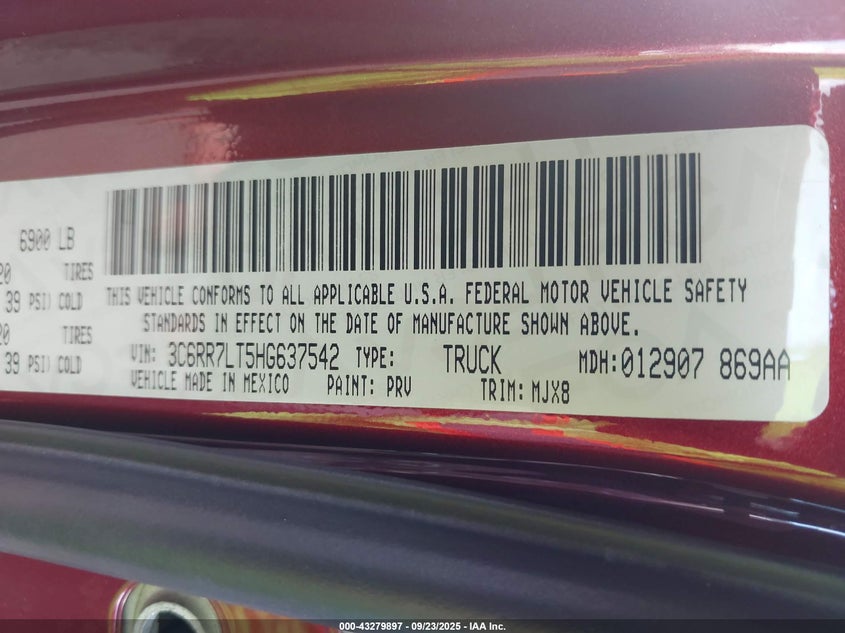 6900 LB
20 TIRES
39 PSI) COLD
20 TIRES
39 PSI) COLD
THIS VEHICLE CONFORMS TO ALL APPLICABLE U.S.A. FEDERAL MOTOR VEHICLE SAFETY
STANDARDS IN EFFECT ON THE DATE OF MANUFACTURE SHOWN ABOVE.
VIN: 3C6RR7LT5HG637542 TYPE: TRUCK MDH:012907 869AA
VEHICLE MADE IN MEXICO PAINT: PRV TRIM: MJX8
000-43279897 - 09/23/2025 - IAA Inc.